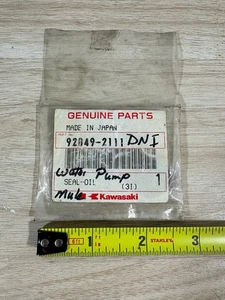 GENUINE PARTS
MADE IN JAPAN
92049-2111 DNI
Water Pump
SEAL-OIL 1
(31)
Mule Kawasaki
1 2 3
STANLEY